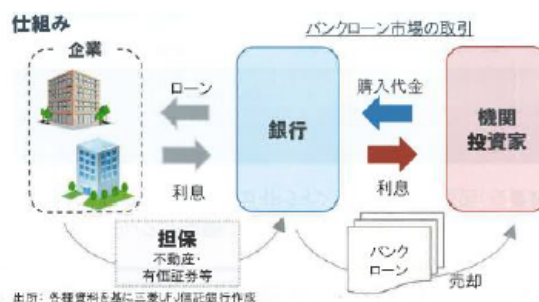 仕組み
バンクローン市場の取引
企業
ローン
利息
銀行
購入代金
利息
機関
投資家
担保
不動産・
有価証券等
バンク
ローン
売却
出所：各種資料を基に三菱UFJ信託銀行作成